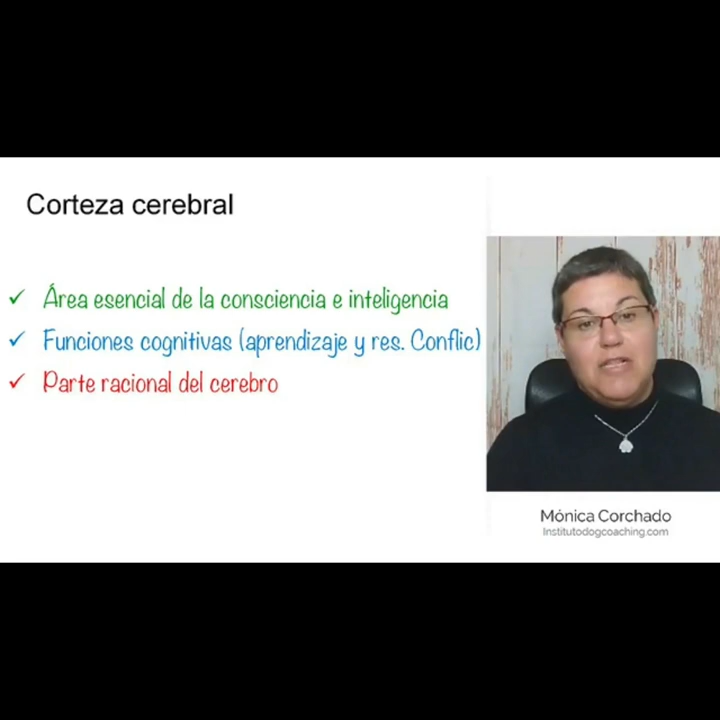 Corteza cerebral
Área esencial de la consciencia e inteligencia
Funciones cognitivas (aprendizaje y res. Conflic)
Parte racional del cerebro
Mónica Corchado
Institutodogcoaching.com